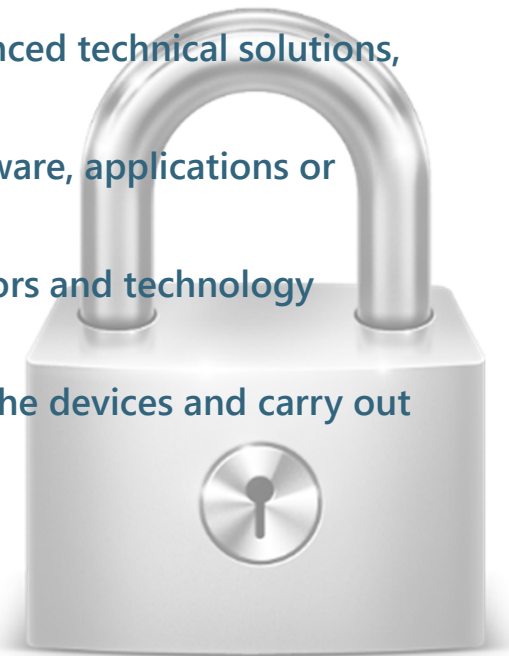 nced technical solutions,
ware, applications or
ors and technology
he devices and carry out